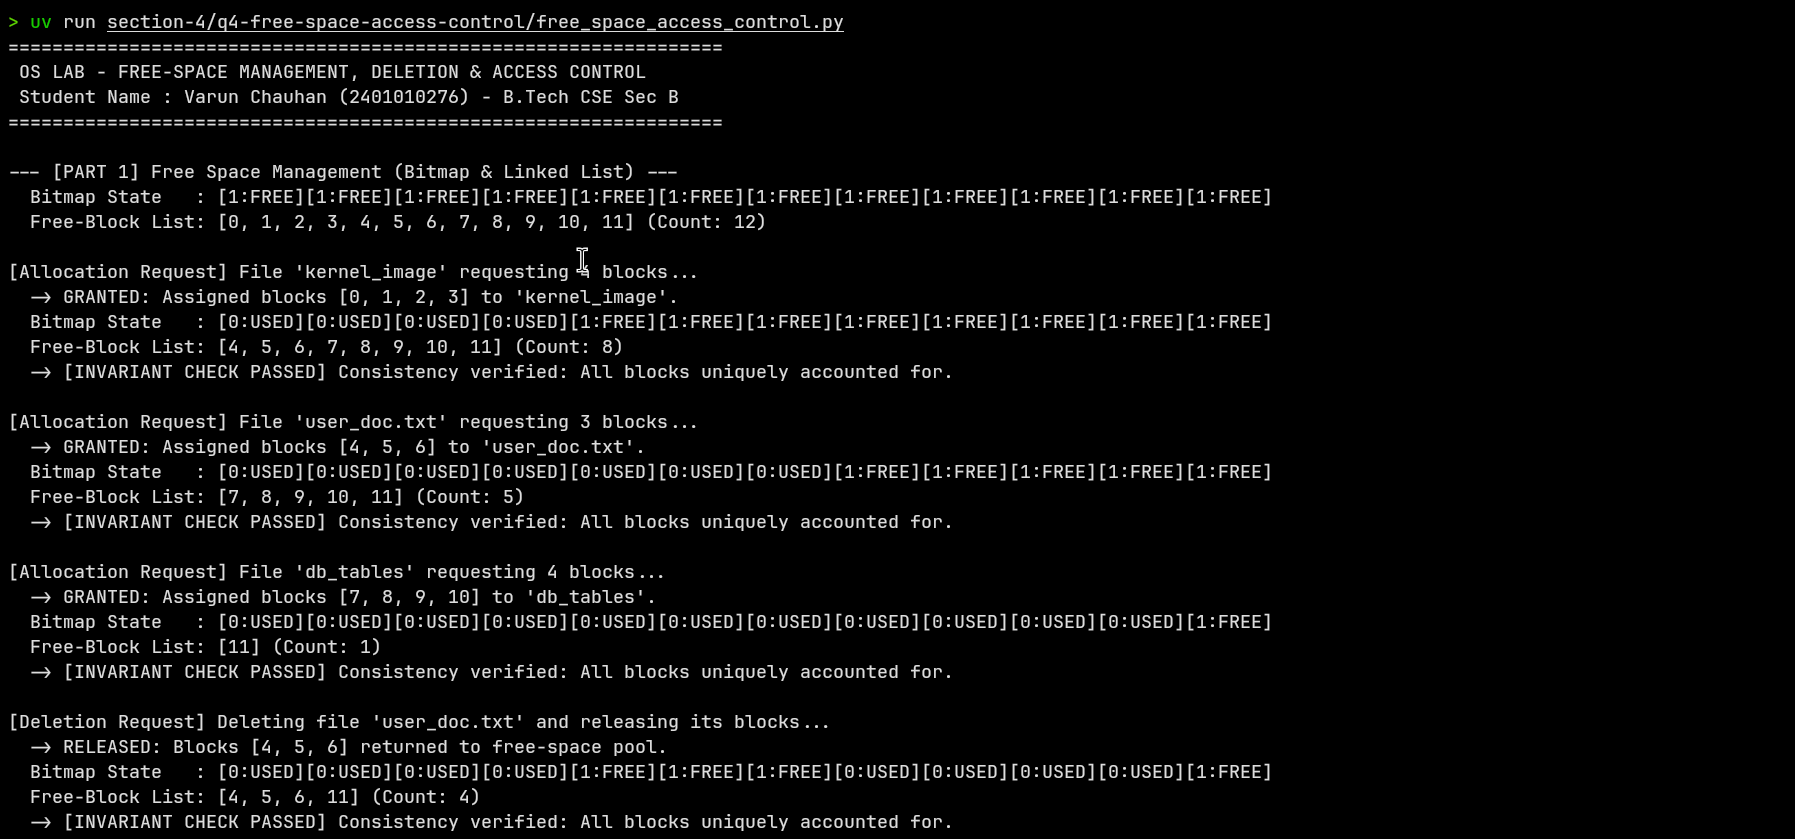 > uv run section-4/q4-free-space-access-control/free_space_access_control.py
=================================================================
OS LAB - FREE-SPACE MANAGEMENT, DELETION & ACCESS CONTROL
Student Name : Varun Chauhan (2401010276) - B.Tech CSE Sec B
=================================================================
--- [PART 1] Free Space Management (Bitmap & Linked List) ---
Bitmap State   : [1:FREE][1:FREE][1:FREE][1:FREE][1:FREE][1:FREE][1:FREE][1:FREE][1:FREE][1:FREE][1:FREE][1:FREE]
Free-Block List: [0, 1, 2, 3, 4, 5, 6, 7, 8, 9, 10, 11] (Count: 12)
[Allocation Request] File 'kernel_image' requesting blocks...
-> GRANTED: Assigned blocks [0, 1, 2, 3] to 'kernel_image'.
Bitmap State   : [0:USED][0:USED][0:USED][0:USED][1:FREE][1:FREE][1:FREE][1:FREE][1:FREE][1:FREE][1:FREE][1:FREE]
Free-Block List: [4, 5, 6, 7, 8, 9, 10, 11] (Count: 8)
-> [INVARIANT CHECK PASSED] Consistency verified: All blocks uniquely accounted for.
[Allocation Request] File 'user_doc.txt' requesting 3 blocks...
-> GRANTED: Assigned blocks [4, 5, 6] to 'user_doc.txt'.
Bitmap State   : [0:USED][0:USED][0:USED][0:USED][0:USED][0:USED][0:USED][1:FREE][1:FREE][1:FREE][1:FREE][1:FREE]
Free-Block List: [7, 8, 9, 10, 11] (Count: 5)
-> [INVARIANT CHECK PASSED] Consistency verified: All blocks uniquely accounted for.
[Allocation Request] File 'db_tables' requesting 4 blocks...
-> GRANTED: Assigned blocks [7, 8, 9, 10] to 'db_tables'.
Bitmap State   : [0:USED][0:USED][0:USED][0:USED][0:USED][0:USED][0:USED][0:USED][0:USED][0:USED][0:USED][1:FREE]
Free-Block List: [11] (Count: 1)
-> [INVARIANT CHECK PASSED] Consistency verified: All blocks uniquely accounted for.
[Deletion Request] Deleting file 'user_doc.txt' and releasing its blocks...
-> RELEASED: Blocks [4, 5, 6] returned to free-space pool.
Bitmap State   : [0:USED][0:USED][0:USED][0:USED][1:FREE][1:FREE][1:FREE][0:USED][0:USED][0:USED][0:USED][1:FREE]
Free-Block List: [4, 5, 6, 11] (Count: 4)
-> [INVARIANT CHECK PASSED] Consistency verified: All blocks uniquely accounted for.